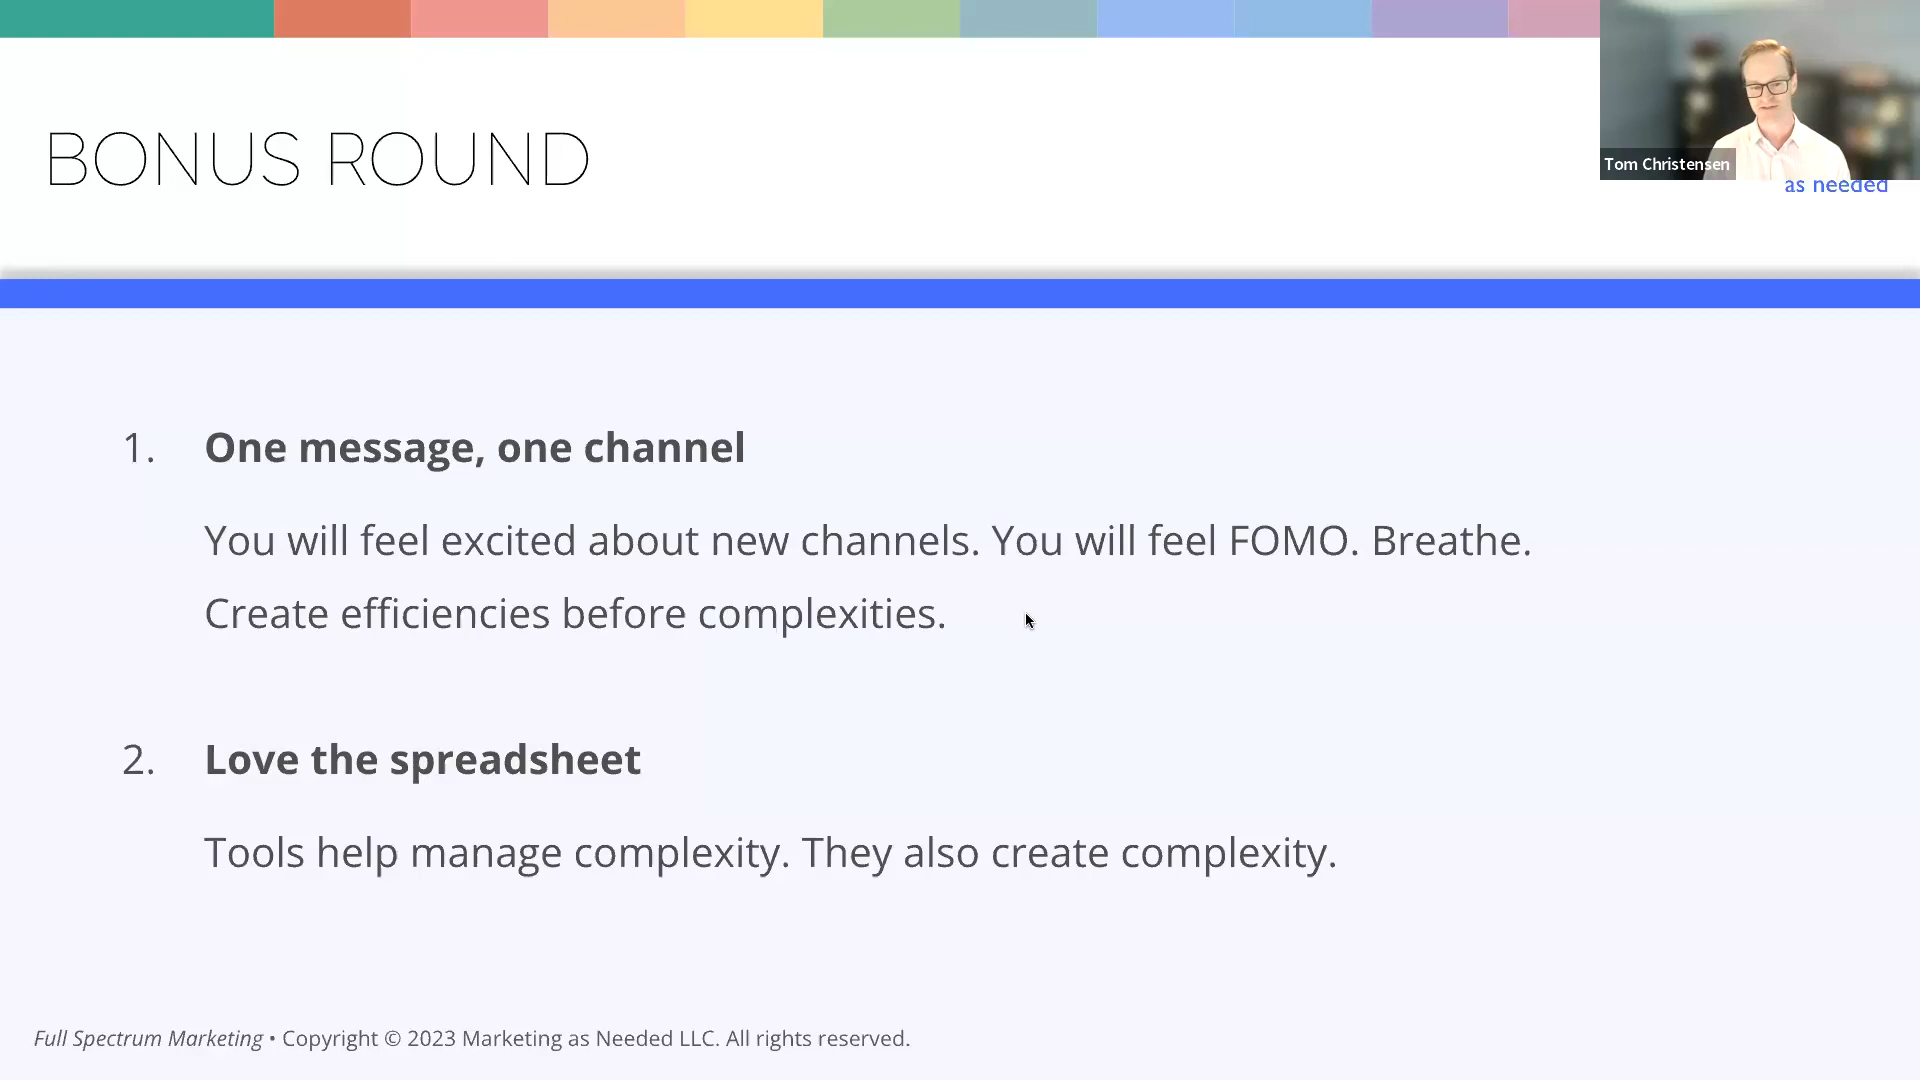 BONUS ROUND
Tom Christensen
as needed
1. One message, one channel
You will feel excited about new channels. You will feel FOMO. Breathe.
Create efficiencies before complexities.
2. Love the spreadsheet
Tools help manage complexity. They also create complexity.
Full Spectrum Marketing • Copyright © 2023 Marketing as Needed LLC. All rights reserved.